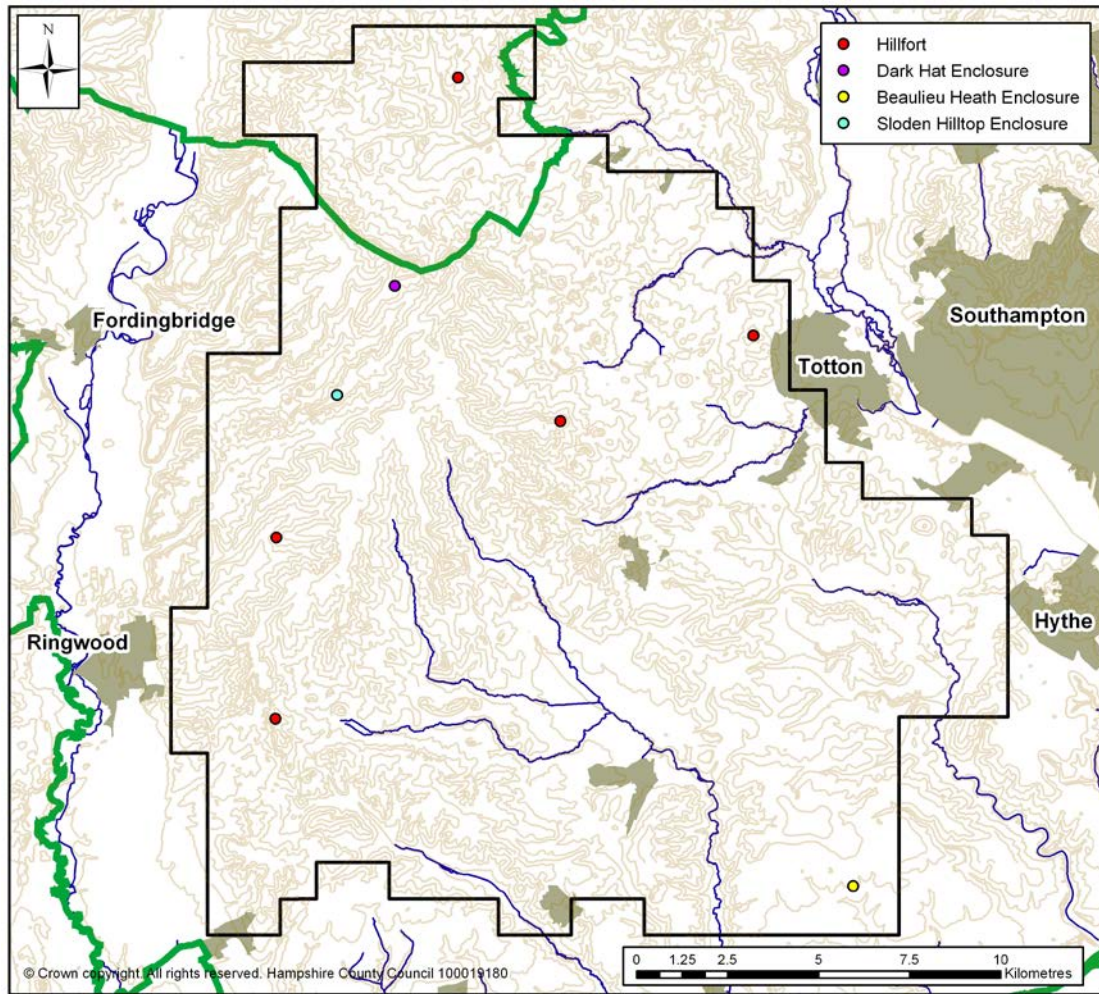 N
Hillfort
Dark Hat Enclosure
Beaulieu Heath Enclosure
Sloden Hilltop Enclosure
Fordingbridge
Southampton
Totton
Ringwood
Hythe
© Crown copyright. All rights reserved. Hampshire County Council 100019180
0 1.25 2.5 5 7.5 10
Kilometres